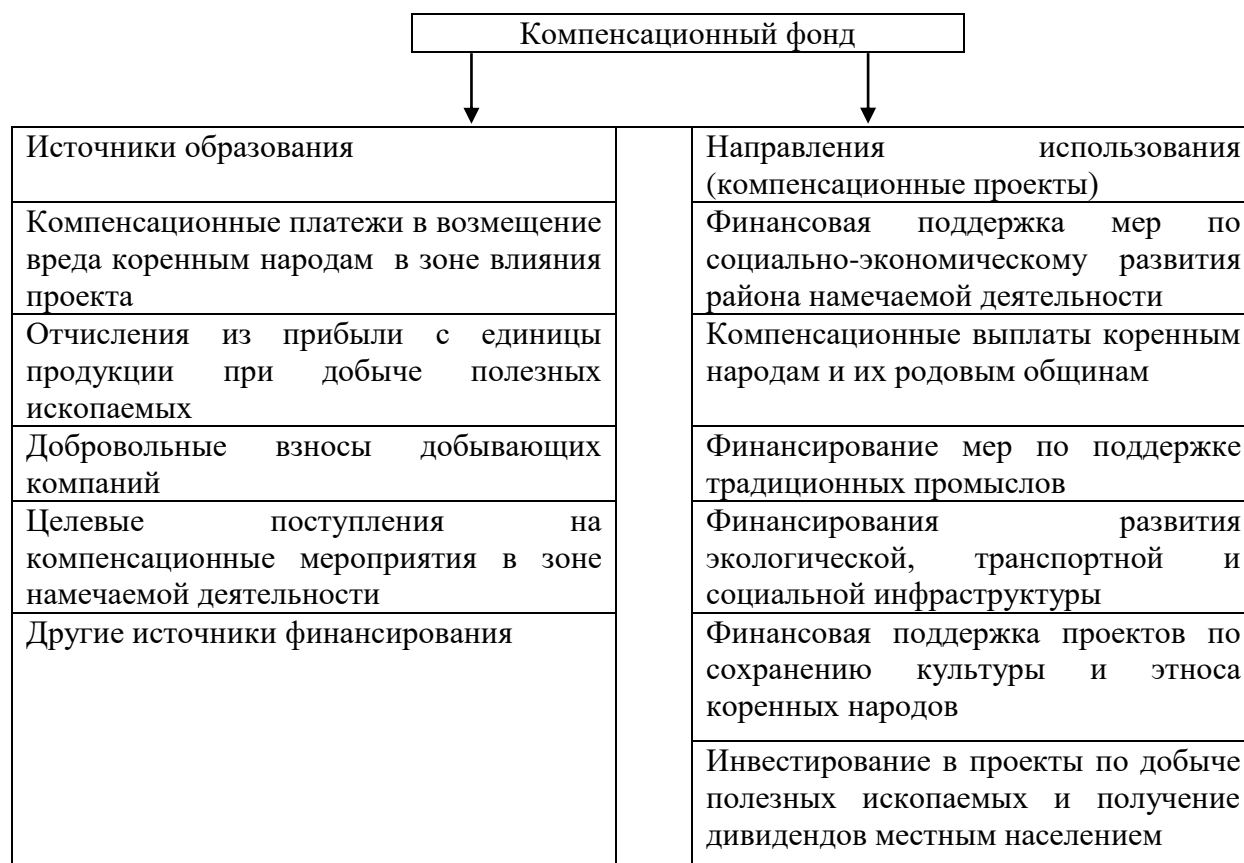 Компенсационный фонд
Источники образования
Компенсационные платежи в возмещение
вреда коренным народам в зоне влияния
проекта
Отчисления из прибыли с единицы
продукции при добыче полезных
ископаемых
Добровольные взносы добывающих
компаний
Целевые поступления на
компенсационные мероприятия в зоне
намечаемой деятельности
Другие источники финансирования
Направления использования
(компенсационные проекты)
Финансовая поддержка мер по
социально-экономическому развития
района намечаемой деятельности
Компенсационные выплаты коренным
народам и их родовым общинам
Финансирование мер по поддержке
традиционных промыслов
Финансирования развития
экологической, транспортной и
социальной инфраструктуры
Финансовая поддержка проектов по
сохранению культуры и этноса
коренных народов
Инвестирование в проекты по добыче
полезных ископаемых и получение
дивидендов местным населением